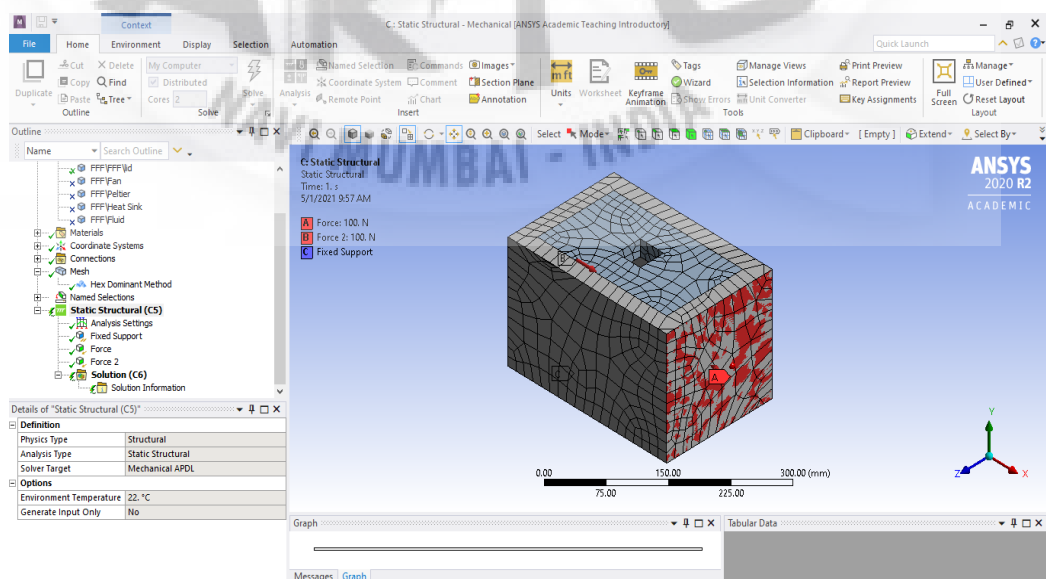 Context
C : Static Structural - Mechanical [ANSYS Academic Teaching Introductory]
File Home Environment Display Selection Automation
Quick Launch
Duplicate
Cut
Copy
Paste
Delete
Find
Tree
Outline
My Computer
Distributed
Cores 2
Solve
Solve
Analysis
Named Selection
Coordinate System
Remote Point
Commands
Comment
Chart
Images
Section Plane
Annotation
Insert
Units
Worksheet
Keyframe Animation
Tags
Wizard
Show Errors
Manage Views
Selection Information
Unit Converter
Print Preview
Report Preview
Key Assignments
Tools
Full Screen
Manage
User Defined
Reset Layout
Layout
MUMBAI - INDIA
Outline
Name Search Outline
Select Mode Clipboard [ Empty ] Extend Select By
FFF\FFF\lid
FFF\Fan
FFF\Peltier
FFF\Heat Sink
FFF\Fluid
Materials
Coordinate Systems
Connections
Mesh
Hex Dominant Method
Named Selections
Static Structural (C5)
Analysis Settings
Fixed Support
Force
Force 2
Solution (C6)
Solution Information
Details of "Static Structural (C5)"
Definition
Physics Type Structural
Analysis Type Static Structural
Solver Target Mechanical APDL
Options
Environment Temperature 22. °C
Generate Input Only No
C: Static Structural
Static Structural
Time: 1. s
5/1/2021 9:57 AM
A Force: 100. N
B Force 2: 100. N
C Fixed Support
ANSYS
2020 R2
ACADEMIC
B
A
C
Y
Z
X
0.00 150.00 300.00 (mm)
75.00 225.00
Graph
Tabular Data
Messages Graph